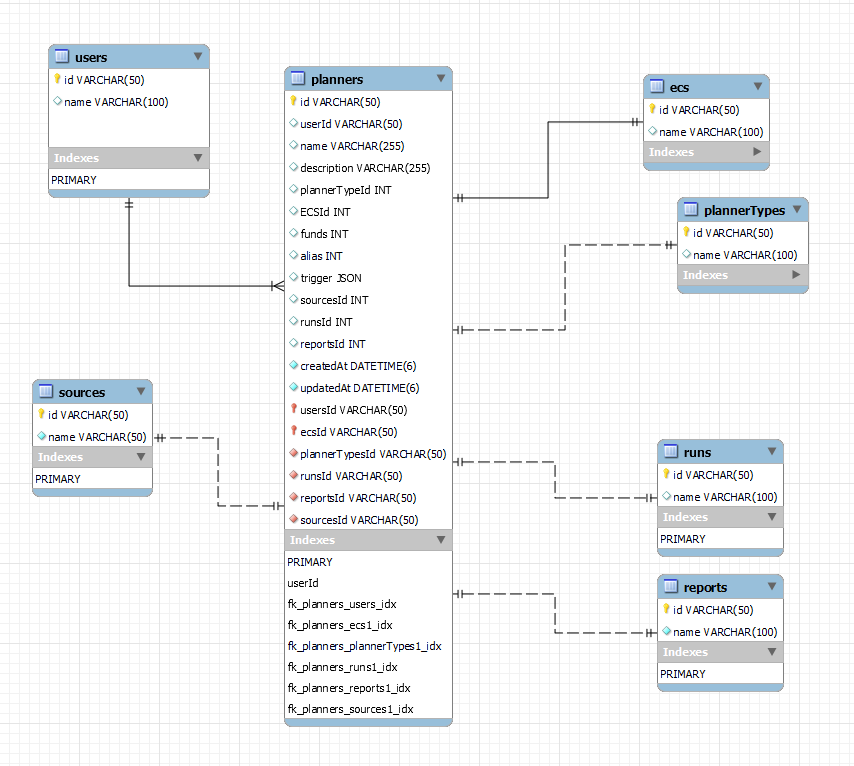 users
id VARCHAR(50)
name VARCHAR(100)
Indexes
PRIMARY
planners
id VARCHAR(50)
userId VARCHAR(50)
name VARCHAR(255)
description VARCHAR(255)
plannerTypeId INT
ECSId INT
funds INT
alias INT
trigger JSON
sourcesId INT
runsId INT
reportsId INT
createdAt DATETIME(6)
updatedAt DATETIME(6)
usersId VARCHAR(50)
ecsId VARCHAR(50)
plannerTypesId VARCHAR(50)
runsId VARCHAR(50)
reportsId VARCHAR(50)
sourcesId VARCHAR(50)
Indexes
PRIMARY
userId
fk_planners_users_idx
fk_planners_ecs1_idx
fk_planners_plannerTypes1_idx
fk_planners_runs1_idx
fk_planners_reports1_idx
fk_planners_sources1_idx
ecs
id VARCHAR(50)
name VARCHAR(100)
Indexes
plannerTypes
id VARCHAR(50)
name VARCHAR(100)
Indexes
sources
id VARCHAR(50)
name VARCHAR(50)
Indexes
PRIMARY
runs
id VARCHAR(50)
name VARCHAR(100)
Indexes
PRIMARY
reports
id VARCHAR(50)
name VARCHAR(100)
Indexes
PRIMARY